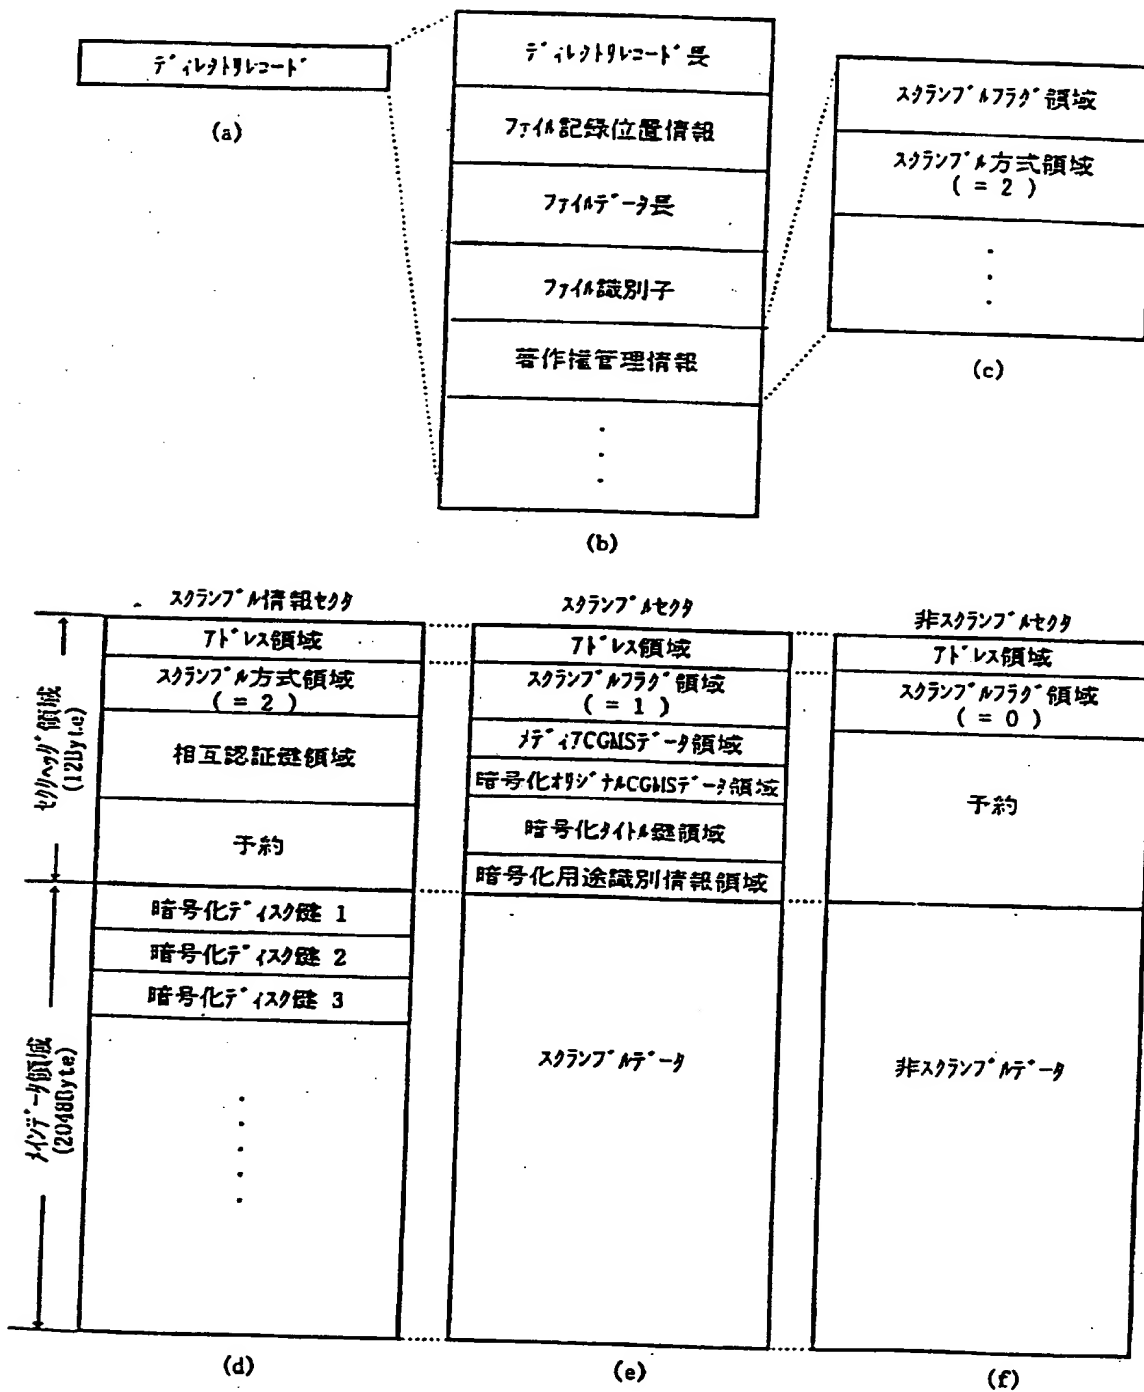 ディレクトリレコード
(a)
ディレクトリレコード長
ファイル記録位置情報
ファイルデータ長
ファイル識別子
著作権管理情報
(b)
スクランブルフラグ領域
スクランブル方式領域
( = 2 )
(c)
スクランブル情報セクタ
スクランブルセクタ
非スクランブルセクタ
セクタヘッダ領域
(12Byte)
メインデータ領域
(2048Byte)
アドレス領域
スクランブル方式領域
( = 2 )
相互認証鍵領域
予約
暗号化ディスク鍵 1
暗号化ディスク鍵 2
暗号化ディスク鍵 3
(d)
アドレス領域
スクランブルフラグ領域
( = 1 )
メディアCGMSデータ領域
暗号化オリジナルCGMSデータ領域
暗号化タイトル鍵領域
暗号化用途識別情報領域
スクランブルデータ
(e)
アドレス領域
スクランブルフラグ領域
( = 0 )
予約
非スクランブルデータ
(f)